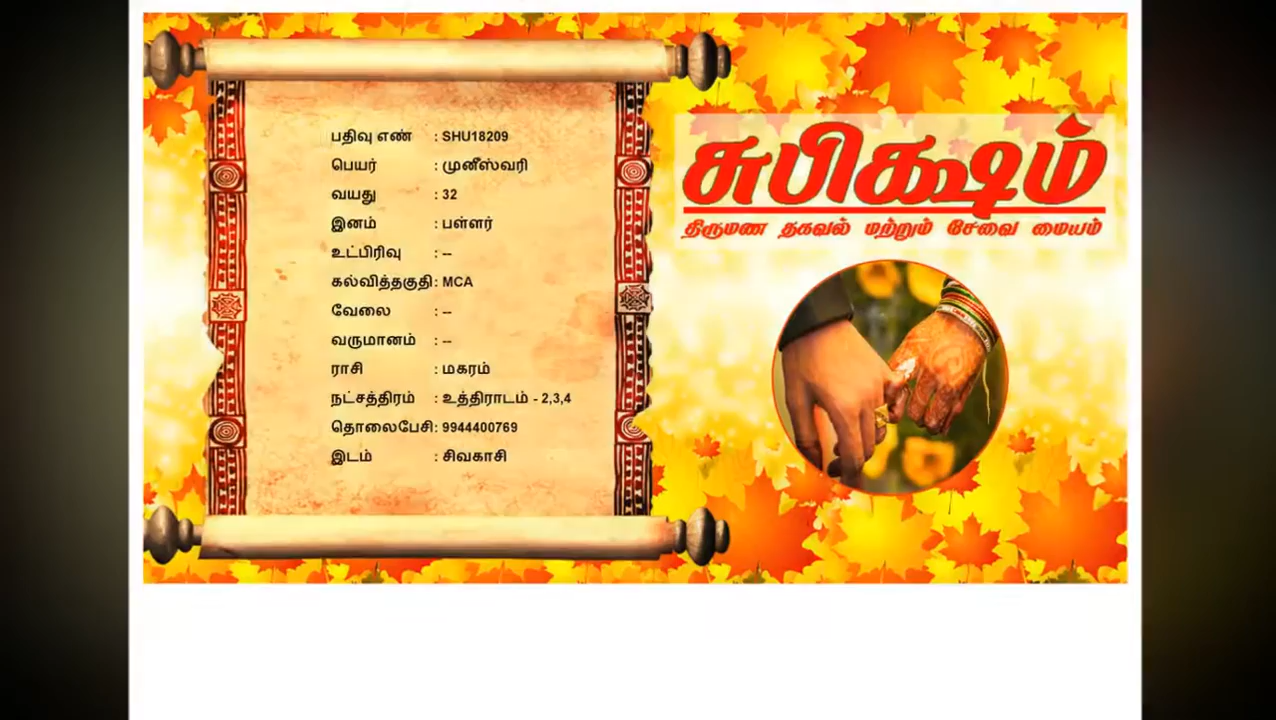 பதிவு எண் : SHU18209
பெயர் : முனீஸ்வரி
வயது : 32
இனம் : பள்ளர்
உட்பிரிவு : --
கல்வித்தகுதி : MCA
வேலை : --
வருமானம் : --
ராசி : மகரம்
நட்சத்திரம் : உத்திராடம் - 2,3,4
தொலைபேசி : 9944400769
இடம் : சிவகாசி
சுபிக்ஷம்
திருமண தகவல் மற்றும் சேவை மையம்